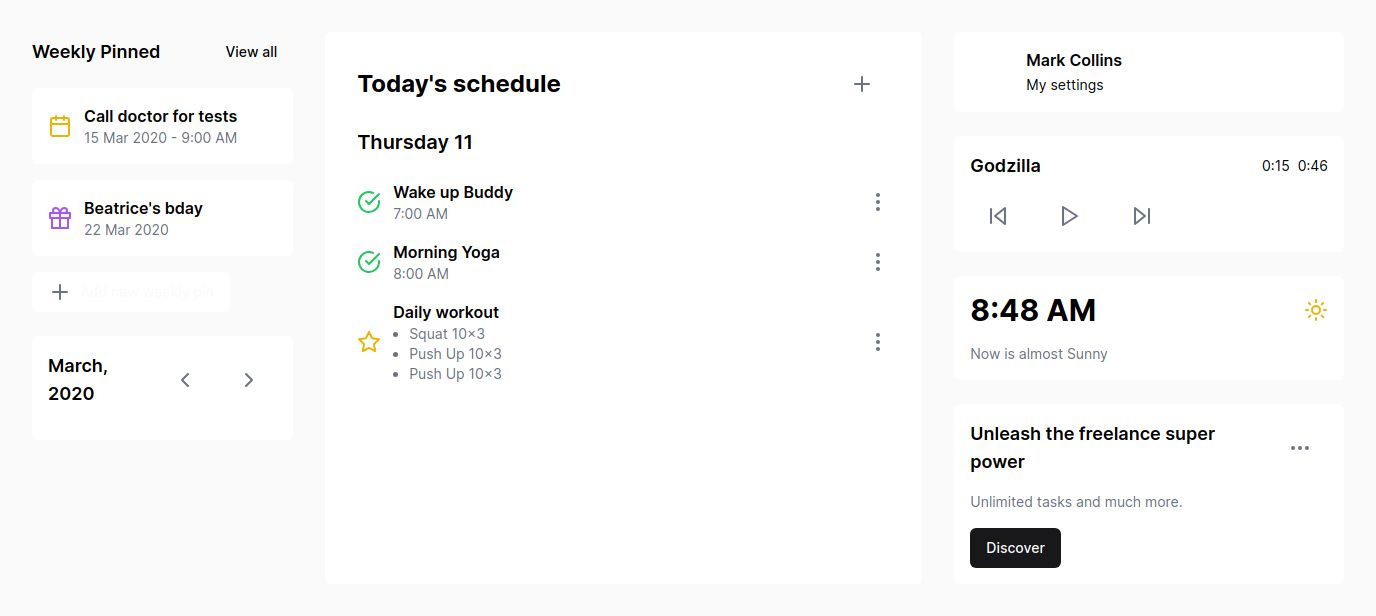 Weekly Pinned
View all
Call doctor for tests
15 Mar 2020 - 9:00 AM
Beatrice's bday
22 Mar 2020
Add new weekly pin
March,
2020
Today's schedule
Thursday 11
Wake up Buddy
7:00 AM
Morning Yoga
8:00 AM
Daily workout
Squat 10×3
Push Up 10×3
Push Up 10×3
Mark Collins
My settings
Godzilla
0:15 0:46
8:48 AM
Now is almost Sunny
Unleash the freelance super
power
Unlimited tasks and much more.
Discover